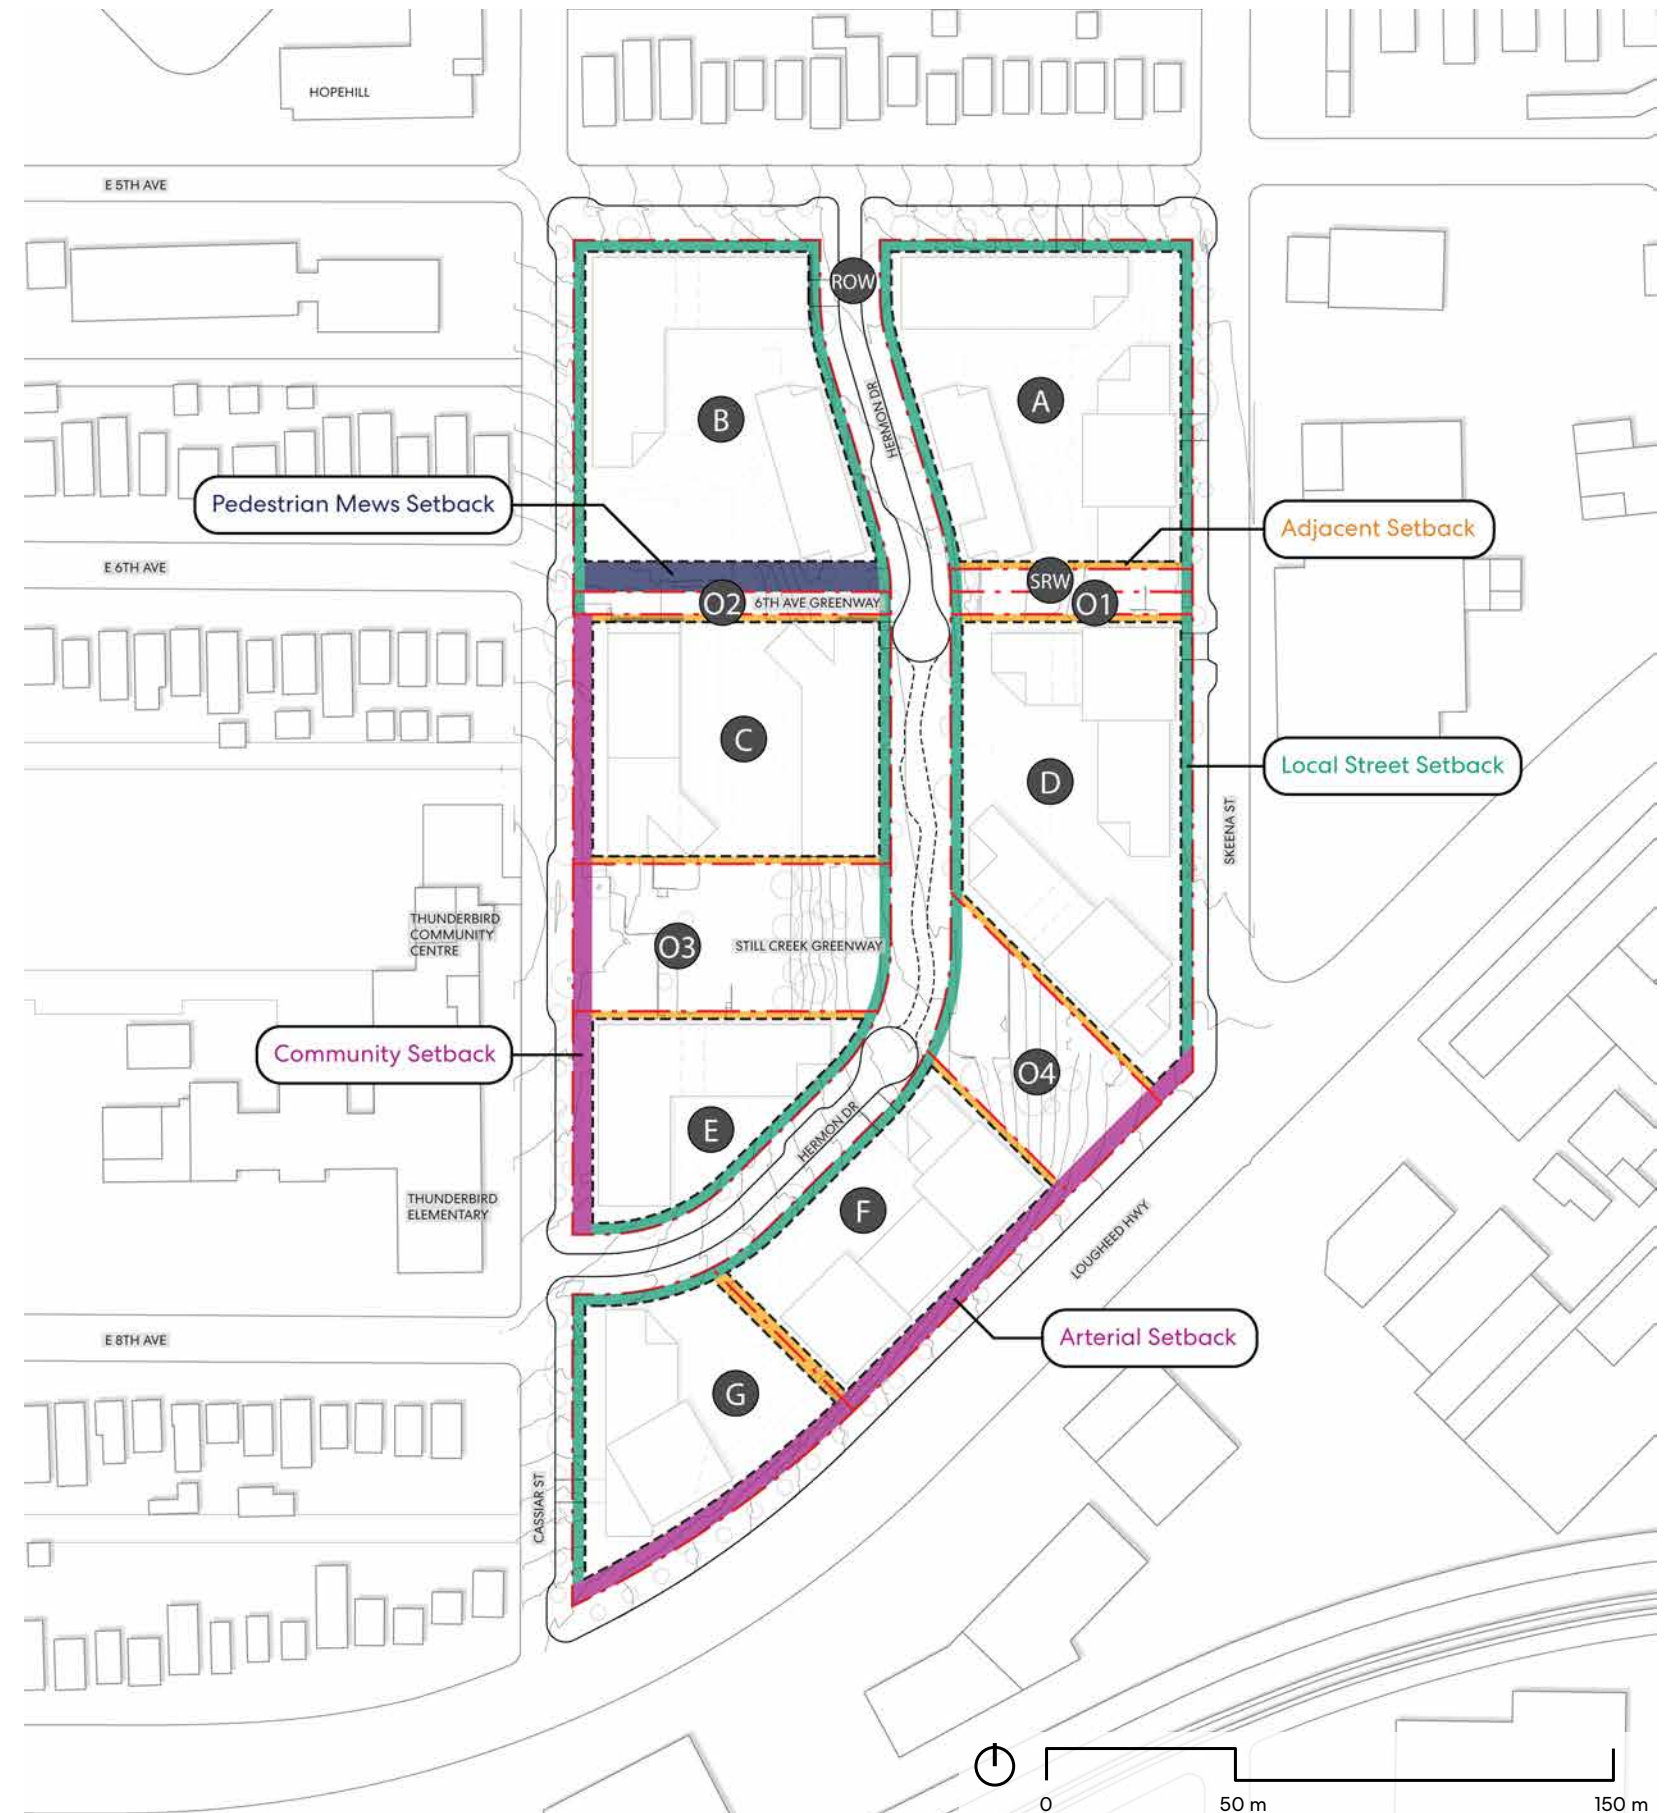 HOPEHILL
E 5TH AVE
ROW
HERMON DR
B
A
Pedestrian Mews Setback
Adjacent Setback
E 6TH AVE
SRW
O2
6TH AVE GREENWAY
O1
C
D
Local Street Setback
SKEENA ST
THUNDERBIRD
COMMUNITY
CENTRE
O3
STILL CREEK GREENWAY
Community Setback
O4
E
HERMON DR
THUNDERBIRD
ELEMENTARY
F
LOUGHEED HWY
E 8TH AVE
Arterial Setback
G
CASSIAR ST
0
50 m
150 m